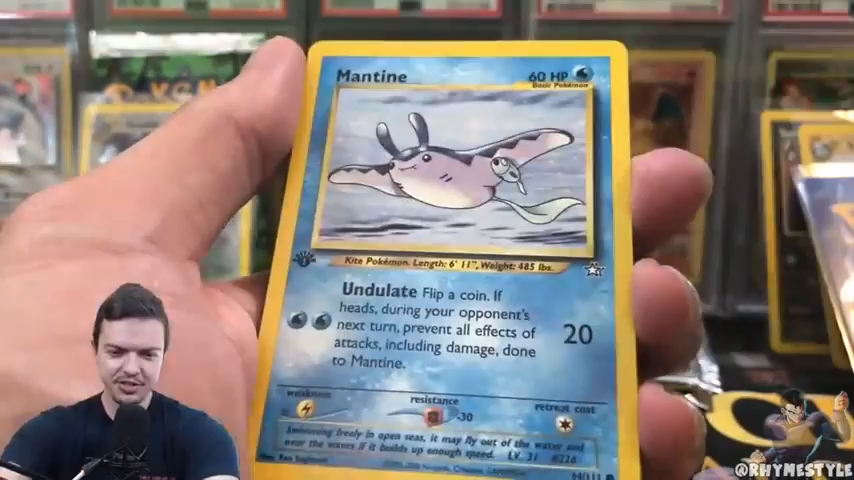 Mantine 60 HP
Basic Pokémon
Kite Pokémon. Length: 6' 11", Weight: 485 lbs.
Undulate Flip a coin. If
heads, during your opponent's
next turn, prevent all effects of
attacks, including damage, done
to Mantine.
20
weakness resistance retreat cost
-30
Swimming freely in open seas, it may fly out of the water and
over the waves if it builds up enough speed. LV. 31 #226
64/111
@RHYMESTYLE